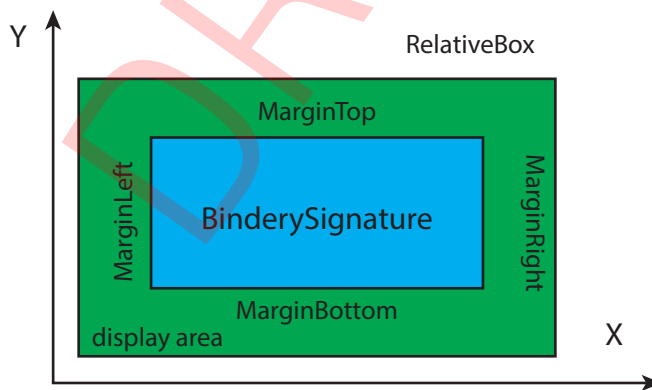 Y
RelativeBox
MarginTop
MarginLeft
BinderySignature
MarginRight
MarginBottom
display area
X